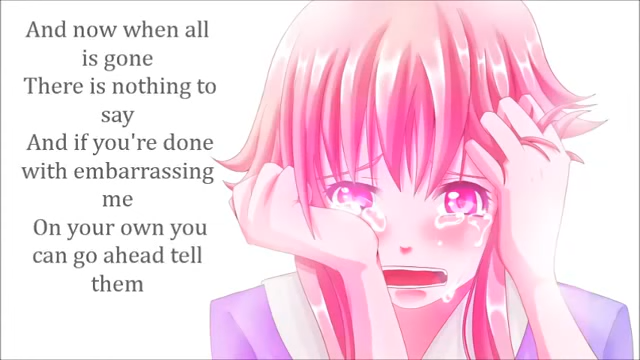 And now when all
is gone
There is nothing to
say
And if you're done
with embarrassing
me
On your own you
can go ahead tell
them